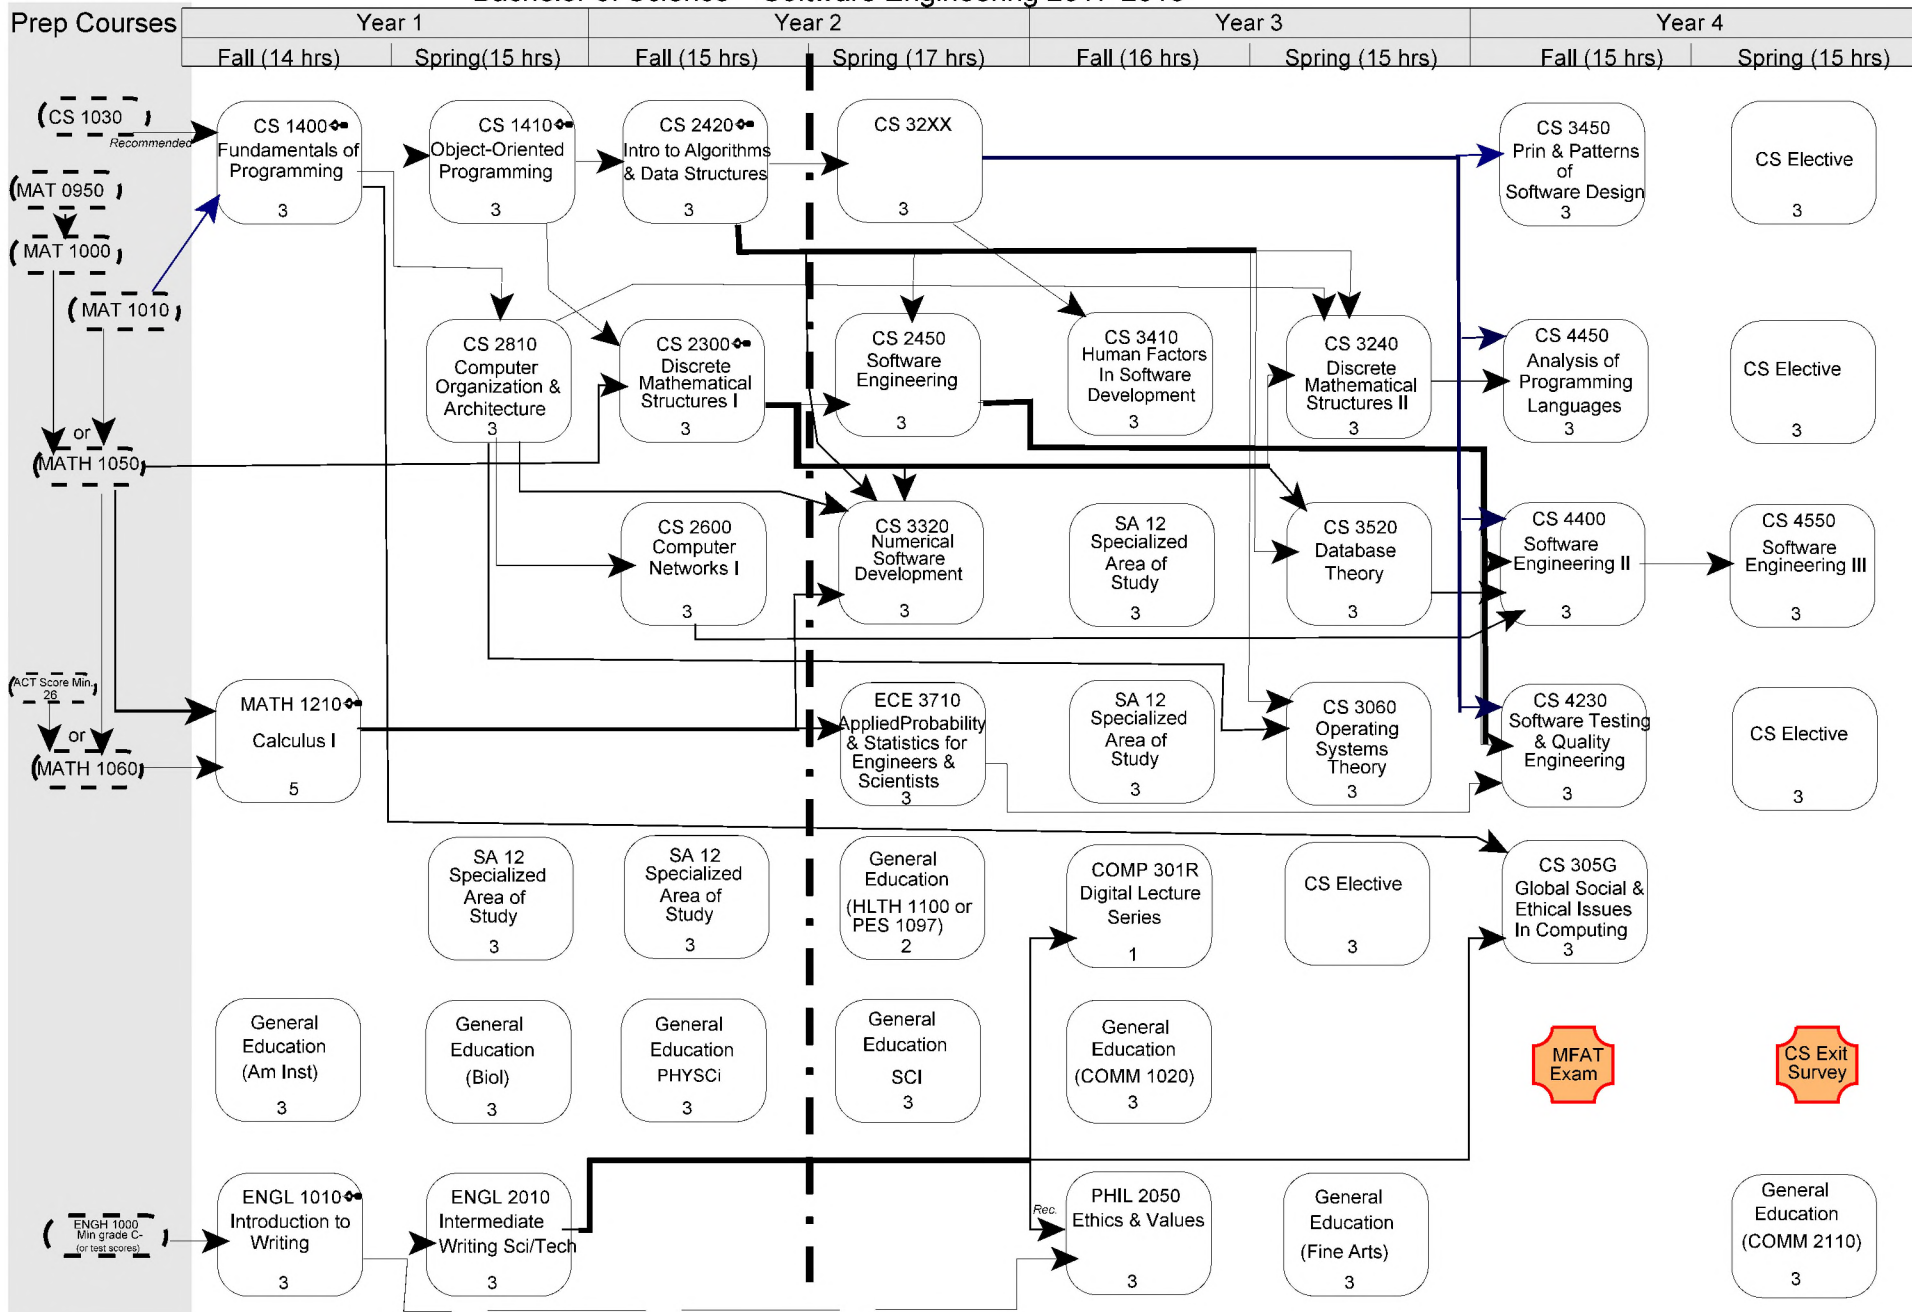 Bachelor of Science – Software Engineering 2017-2018
Prep Courses
Year 1
Year 2
Year 3
Year 4
Fall (14 hrs)
Spring(15 hrs)
Fall (15 hrs)
Spring (17 hrs)
Fall (16 hrs)
Spring (15 hrs)
Fall (15 hrs)
Spring (15 hrs)
CS 1030
Recommended
MAT 0950
MAT 1000
MAT 1010
or
MATH 1050
ACT Score Min.
26
or
MATH 1060
ENGH 1000
Min grade C-
(or test scores)
CS 1400
Fundamentals of
Programming
3
CS 1410
Object-Oriented
Programming
3
CS 2420
Intro to Algorithms
& Data Structures
3
CS 32XX
3
CS 3450
Prin & Patterns
of
Software Design
3
CS Elective
3
CS 2810
Computer
Organization &
Architecture
3
CS 2300
Discrete
Mathematical
Structures I
3
CS 2450
Software
Engineering
3
CS 3410
Human Factors
In Software
Development
3
CS 3240
Discrete
Mathematical
Structures II
3
CS 4450
Analysis of
Programming
Languages
3
CS Elective
3
CS 2600
Computer
Networks I
3
CS 3320
Numerical
Software
Development
3
SA 12
Specialized
Area of
Study
3
CS 3520
Database
Theory
3
CS 4400
Software
Engineering II
3
CS 4550
Software
Engineering III
3
MATH 1210
Calculus I
5
ECE 3710
AppliedProbability
& Statistics for
Engineers &
Scientists
3
SA 12
Specialized
Area of
Study
3
CS 3060
Operating
Systems
Theory
3
CS 4230
Software Testing
& Quality
Engineering
3
CS Elective
3
SA 12
Specialized
Area of
Study
3
SA 12
Specialized
Area of
Study
3
General
Education
(HLTH 1100 or
PES 1097)
2
COMP 301R
Digital Lecture
Series
1
CS Elective
3
CS 305G
Global Social &
Ethical Issues
In Computing
3
General
Education
(Am Inst)
3
General
Education
(Biol)
3
General
Education
PHYSCi
3
General
Education
SCI
3
General
Education
(COMM 1020)
3
MFAT
Exam
CS Exit
Survey
ENGL 1010
Introduction to
Writing
3
ENGL 2010
Intermediate
Writing Sci/Tech
3
Rec.
PHIL 2050
Ethics & Values
3
General
Education
(Fine Arts)
3
General
Education
(COMM 2110)
3